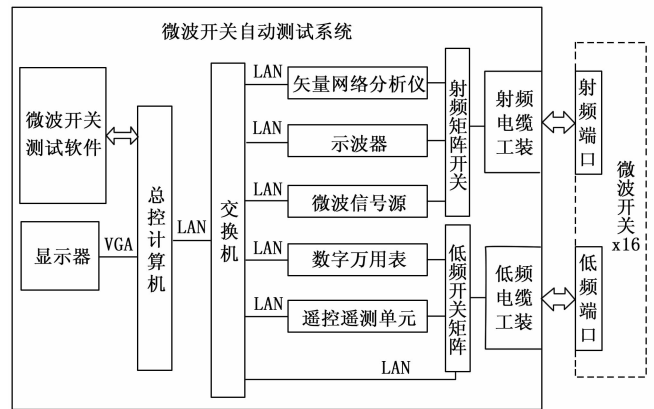 微波开关自动测试系统
微波开关
测试软件
显示器
VGA
总控计算机
LAN
交换机
LAN
矢量网络分析仪
LAN
示波器
LAN
微波信号源
LAN
数字万用表
LAN
遥控遥测单元
LAN
射频矩阵开关
低频开关矩阵
射频
电缆
工装
低频
电缆
工装
射频端口
低频端口
微波开关
x16